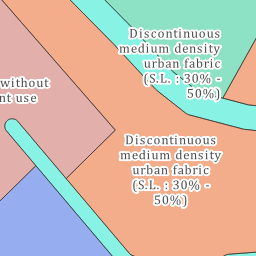 Discontinuous
medium density
urban fabric
(S.L. : 30% -
50%)
without
nt use
Discontinuous
medium density
urban fabric
(S.L. : 30% -
50%)